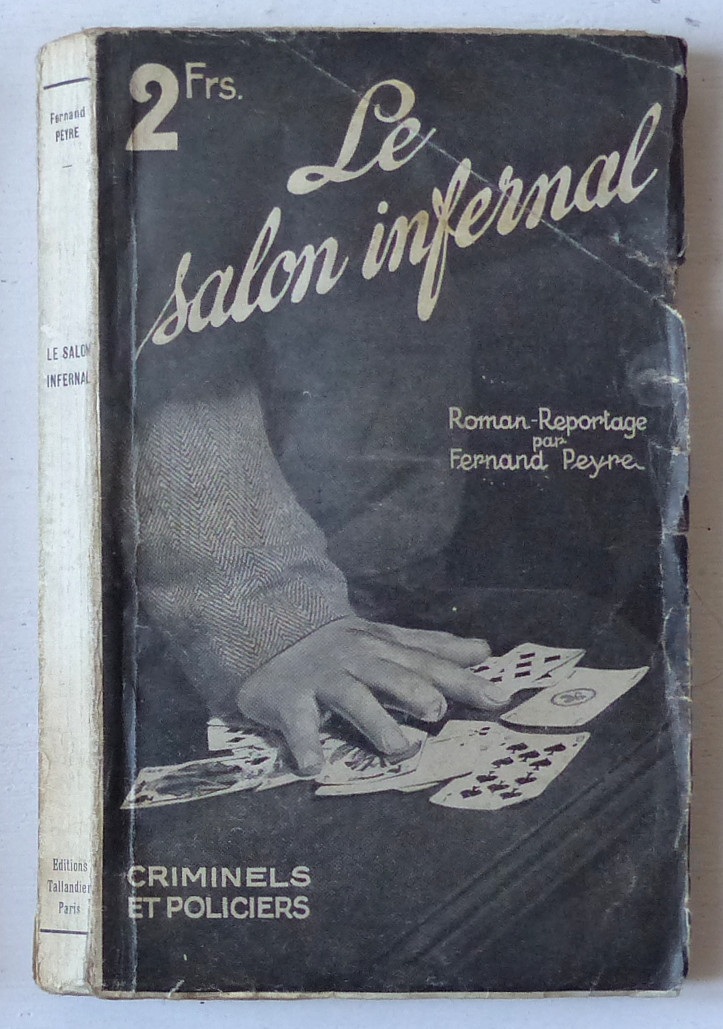 Fernand
PEYRE
LE SALON
INFERNAL
Editions
Tallandier
Paris
2 Frs.
Le
salon infernal
Roman-Reportage
par
Fernand Peyre
CRIMINELS
ET POLICIERS